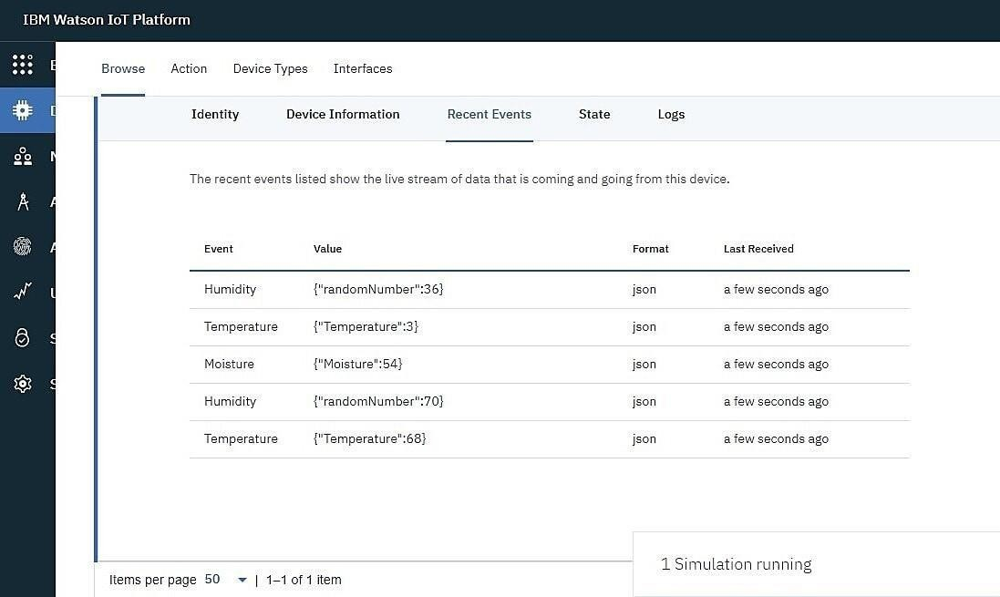 IBM Watson IoT Platform
Browse Action Device Types Interfaces
Identity Device Information Recent Events State Logs
The recent events listed show the live stream of data that is coming and going from this device.
Event Value Format Last Received
Humidity {"randomNumber":36} json a few seconds ago
Temperature {"Temperature":3} json a few seconds ago
Moisture {"Moisture":54} json a few seconds ago
Humidity {"randomNumber":70} json a few seconds ago
Temperature {"Temperature":68} json a few seconds ago
1 Simulation running
Items per page 50 | 1–1 of 1 item